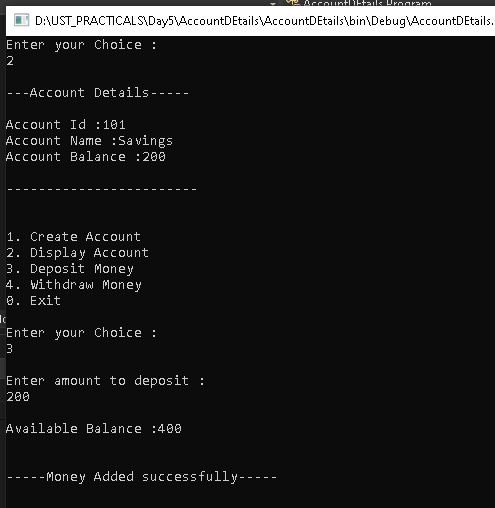 AccountDEtails.Program
D:\UST_PRACTICALS\Day5\AccountDEtails\AccountDEtails\bin\Debug\AccountDEtails.
Enter your Choice :
2
---Account Details-----
Account Id :101
Account Name :Savings
Account Balance :200
------------------------
1. Create Account
2. Display Account
3. Deposit Money
4. Withdraw Money
0. Exit
Enter your Choice :
3
Enter amount to deposit :
200
Available Balance :400
-----Money Added successfully-----